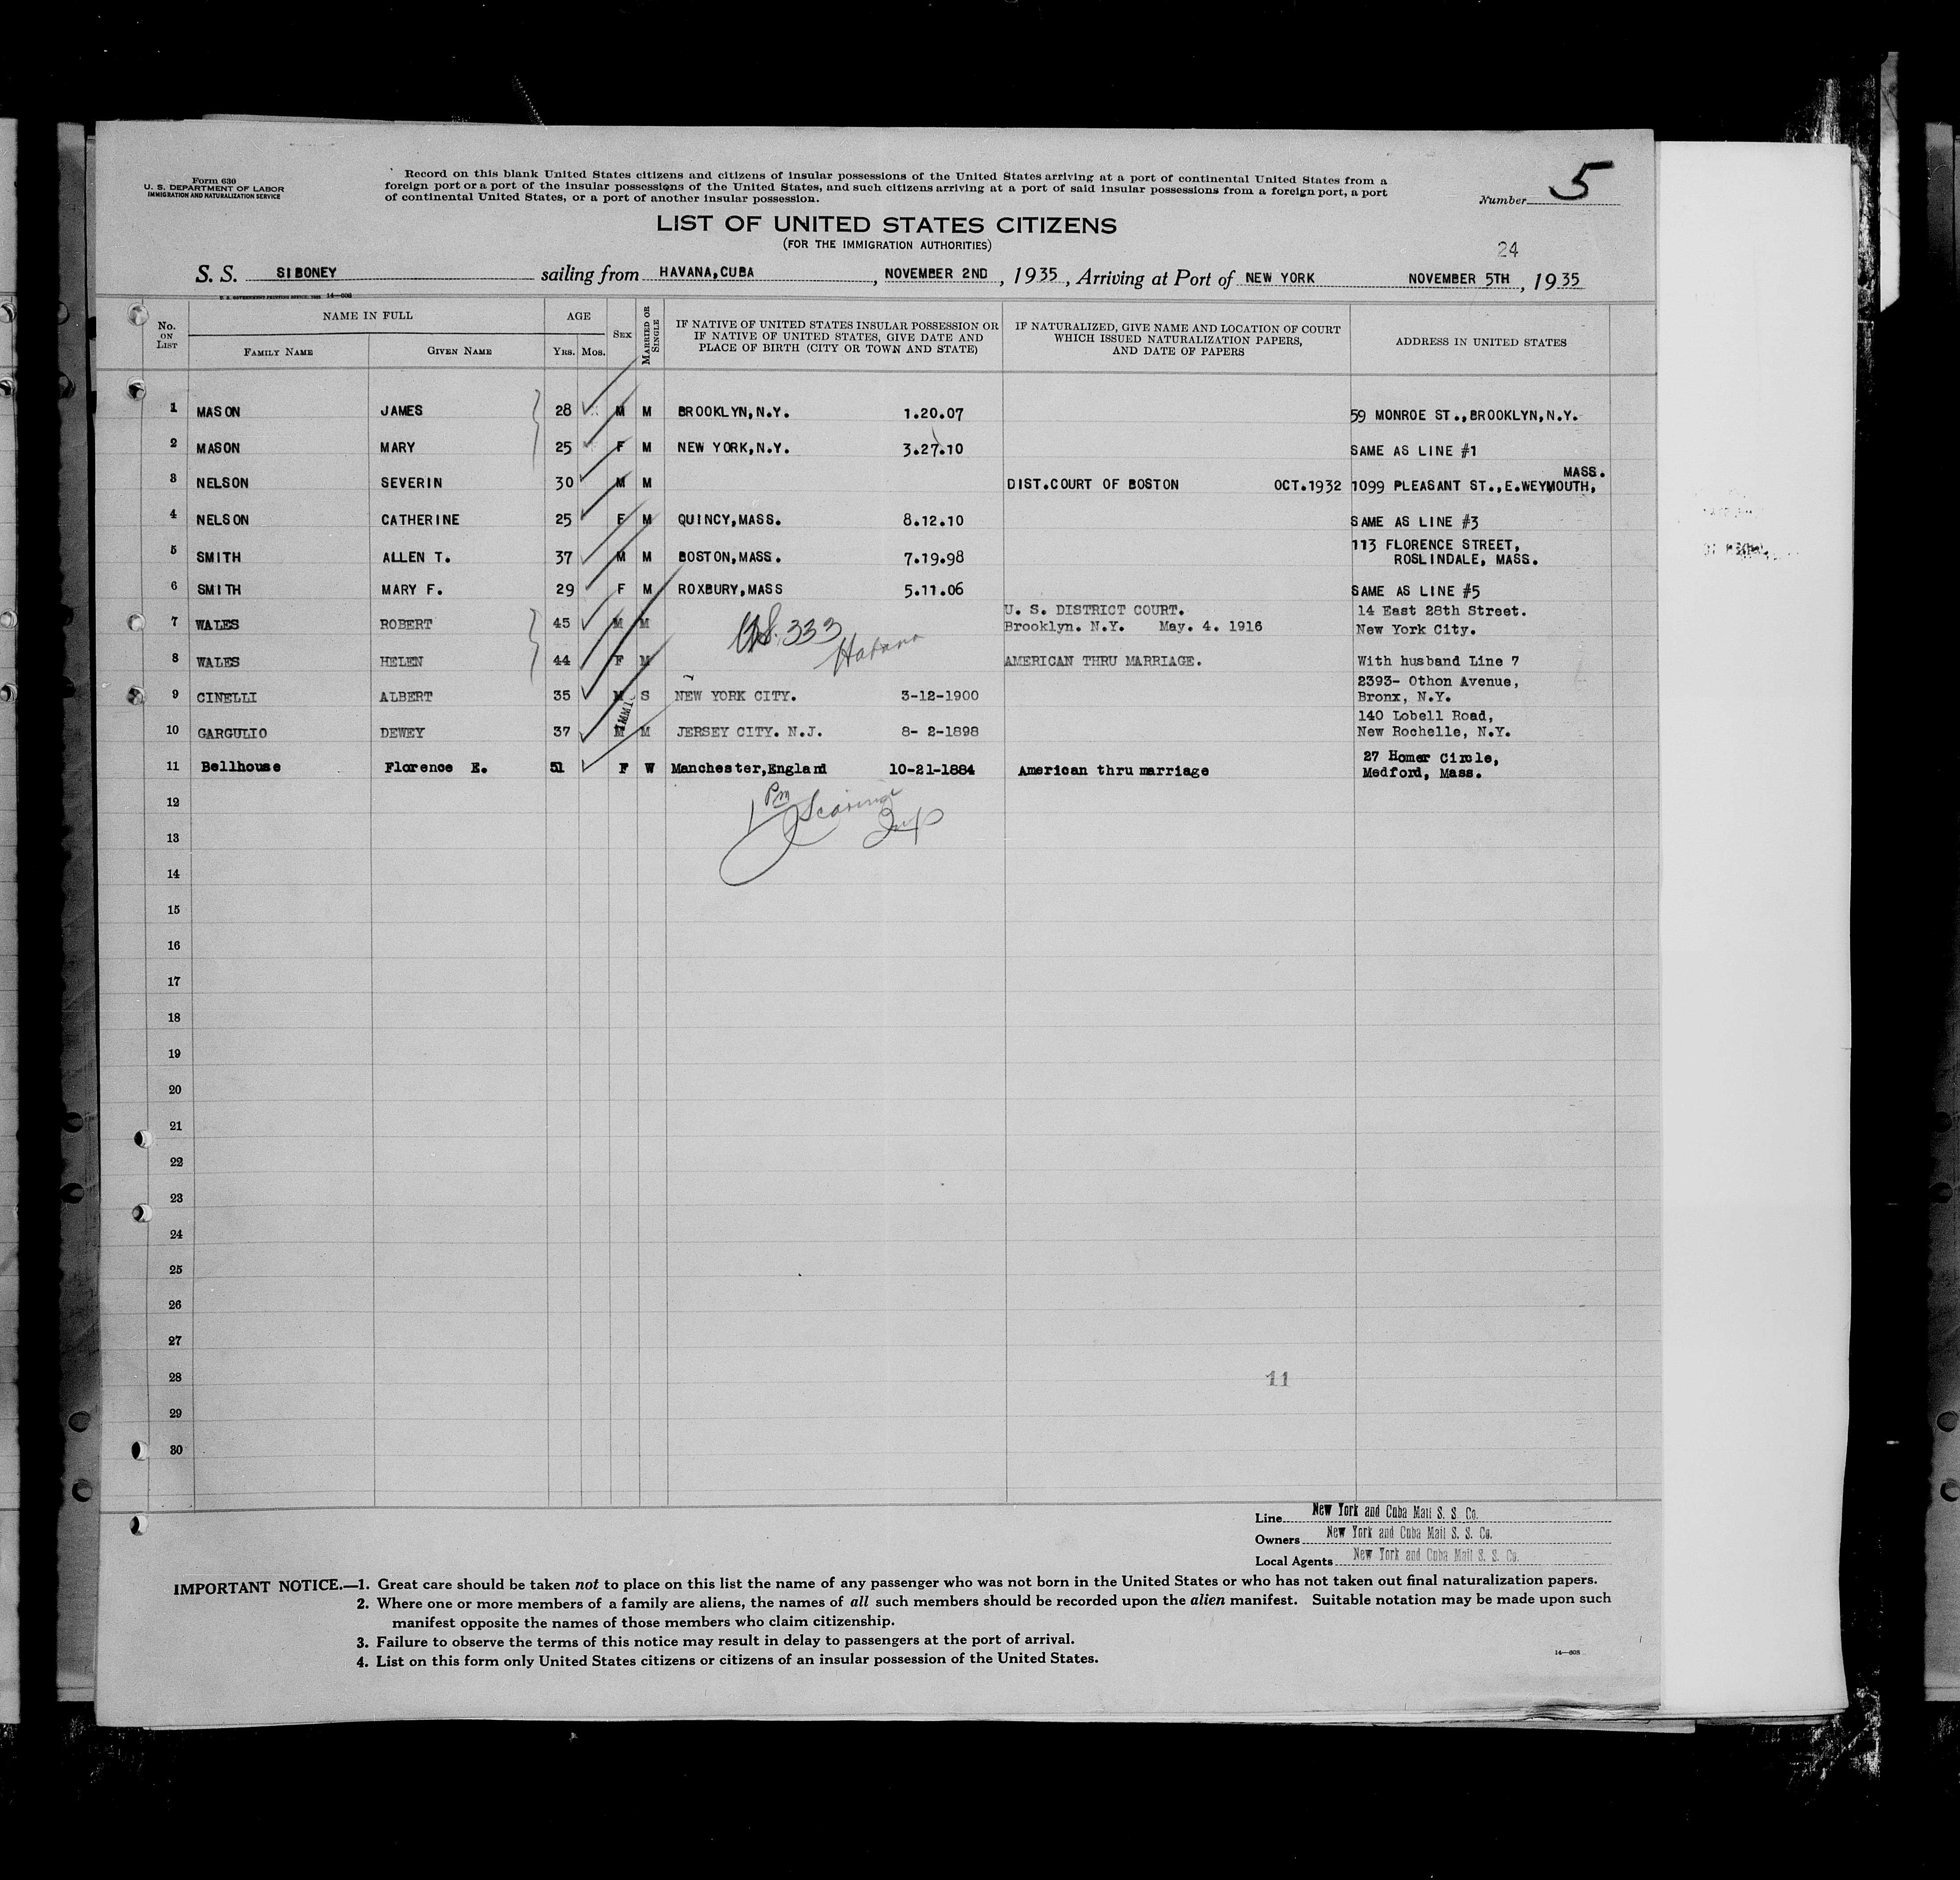 Form 630
U. S. DEPARTMENT OF LABOR
IMMIGRATION AND NATURALIZATION SERVICE
Record on this blank United States citizens and citizens of insular possessions of the United States arriving at a port of continental United States from a
foreign port or a port of the insular possessions of the United States, and such citizens arriving at a port of said insular possessions from a foreign port, a port
of continental United States, or a port of another insular possession.
Number 5
LIST OF UNITED STATES CITIZENS
(FOR THE IMMIGRATION AUTHORITIES)
24
S. S. SIBONEY sailing from HAVANA,CUBA, NOVEMBER 2ND, 1935, Arriving at Port of NEW YORK NOVEMBER 5TH, 1935
U. S. GOVERNMENT PRINTING OFFICE: 1935 14—608
No. ON LIST
NAME IN FULL
FAMILY NAME GIVEN NAME
AGE
YRS. MOS.
SEX
MARRIED OR SINGLE
IF NATIVE OF UNITED STATES INSULAR POSSESSION OR
IF NATIVE OF UNITED STATES, GIVE DATE AND
PLACE OF BIRTH (CITY OR TOWN AND STATE)
IF NATURALIZED, GIVE NAME AND LOCATION OF COURT
WHICH ISSUED NATURALIZATION PAPERS,
AND DATE OF PAPERS
ADDRESS IN UNITED STATES
1 MASON JAMES 28 M M BROOKLYN,N.Y. 1.20.07 59 MONROE ST.,BROOKLYN,N.Y.
2 MASON MARY 25 F M NEW YORK,N.Y. 3.27.10 SAME AS LINE #1
MASS.
3 NELSON SEVERIN 30 M M DIST.COURT OF BOSTON OCT.1932 1099 PLEASANT ST.,E.WEYMOUTH,
4 NELSON CATHERINE 25 F M QUINCY,MASS. 8.12.10 SAME AS LINE #3
5 SMITH ALLEN T. 37 M M BOSTON,MASS. 7.19.98 113 FLORENCE STREET,
ROSLINDALE, MASS.
6 SMITH MARY F. 29 F M ROXBURY,MASS 5.11.06 SAME AS LINE #5
U. S. DISTRICT COURT. 14 East 28th Street.
7 WALES ROBERT 45 M M 333 Brooklyn. N.Y. May. 4. 1916 New York City.
Havana
8 WALES HELEN 44 F M AMERICAN THRU MARRIAGE. With husband Line 7
2393- Othon Avenue,
9 CINELLI ALBERT 35 M S NEW YORK CITY. 3-12-1900 Bronx, N.Y.
IMMI
140 Lobell Road,
10 GARGULIO DEWEY 37 M M JERSEY CITY. N.J. 8- 2-1898 New Rochelle, N.Y.
27 Homer Circle,
11 Bellhouse Florence E. 51 F W Manchester,England 10-21-1884 American thru marriage Medford, Mass.
12
13
14
15
16
17
18
19
20
21
22
23
24
25
26
27
28 11
29
30
Line New York and Cuba Mail S. S. Co.
Owners New York and Cuba Mail S. S. Co.
Local Agents New York and Cuba Mail S. S. Co.
IMPORTANT NOTICE.—1. Great care should be taken not to place on this list the name of any passenger who was not born in the United States or who has not taken out final naturalization papers.
2. Where one or more members of a family are aliens, the names of all such members should be recorded upon the alien manifest. Suitable notation may be made upon such
manifest opposite the names of those members who claim citizenship.
3. Failure to observe the terms of this notice may result in delay to passengers at the port of arrival.
4. List on this form only United States citizens or citizens of an insular possession of the United States.
14—608